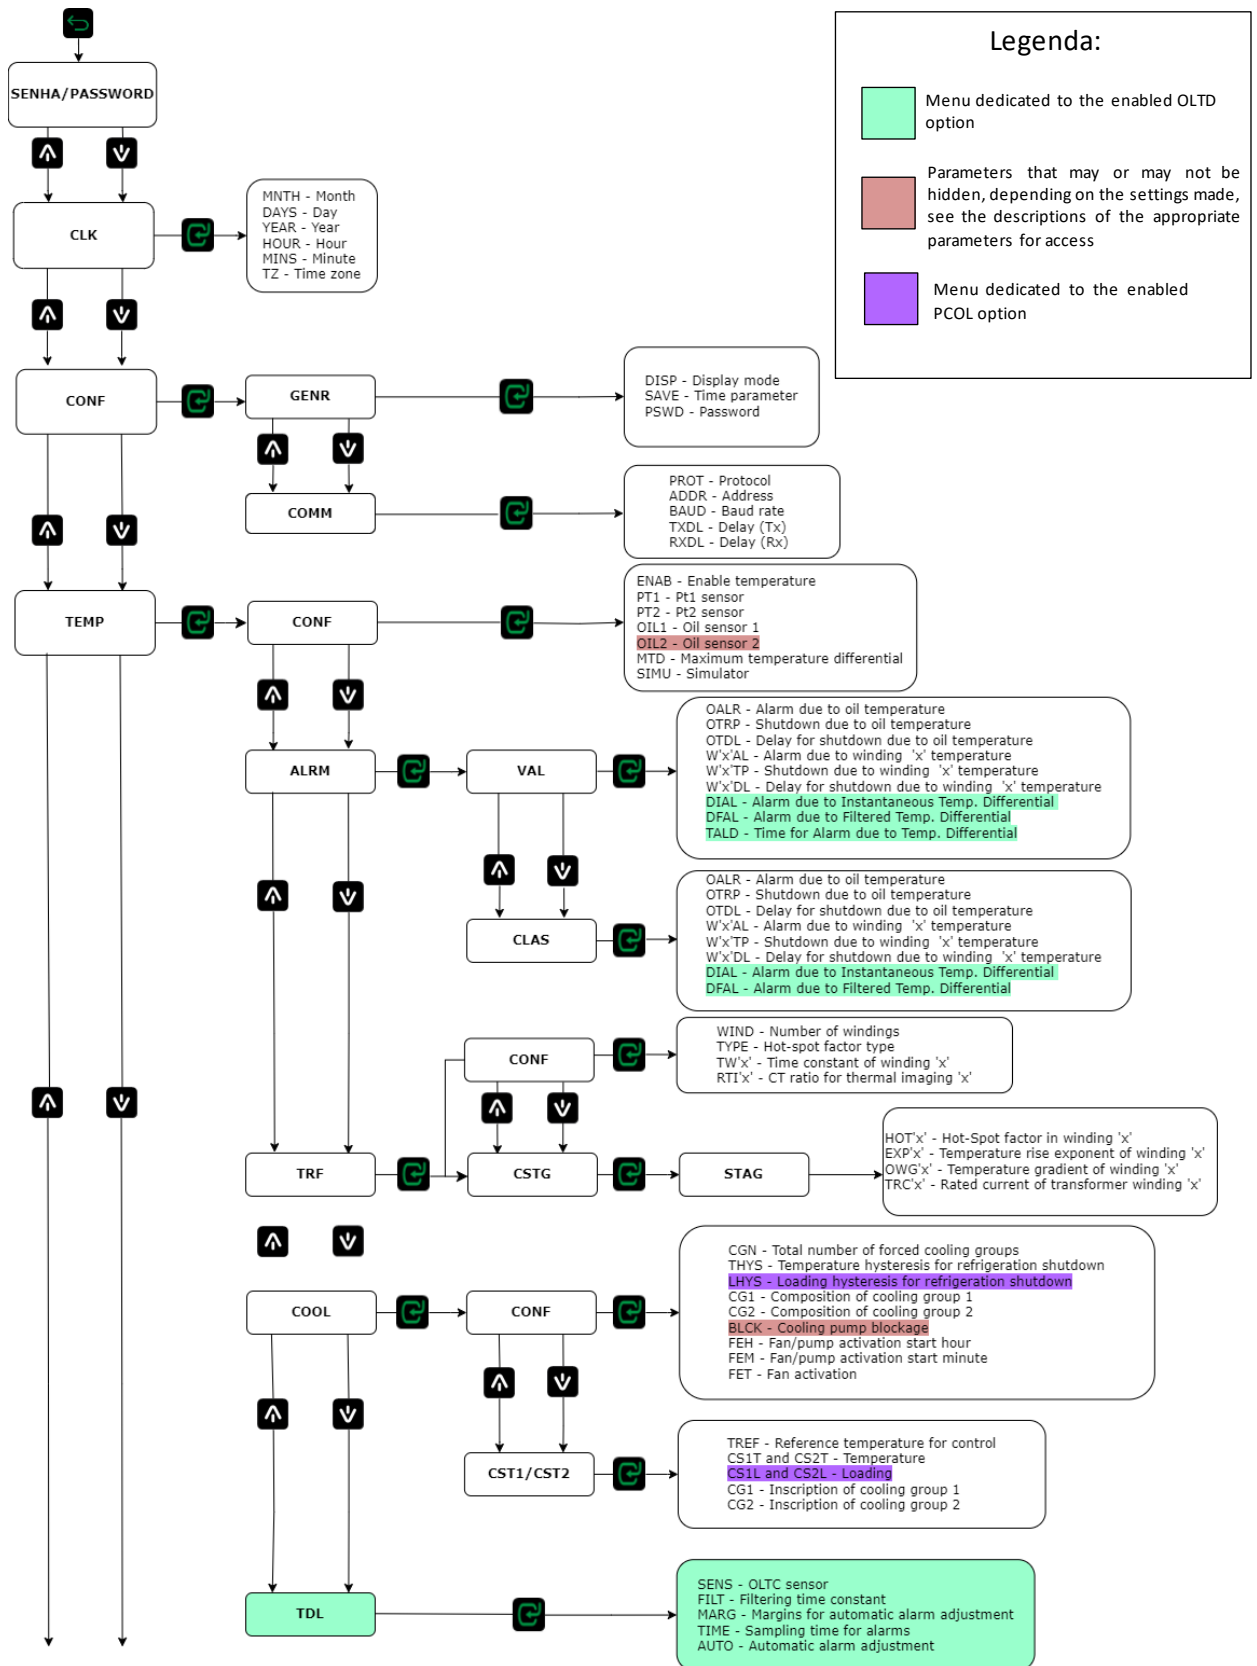 Legenda:
Menu dedicated to the enabled OLTD
option
Parameters that may or may not be
hidden, depending on the settings made,
see the descriptions of the appropriate
parameters for access
Menu dedicated to the enabled
PCOL option
SENHA/PASSWORD
CLK
MNTH - Month
DAYS - Day
YEAR - Year
HOUR - Hour
MINS - Minute
TZ - Time zone
CONF
GENR
DISP - Display mode
SAVE - Time parameter
PSWD - Password
COMM
PROT - Protocol
ADDR - Address
BAUD - Baud rate
TXDL - Delay (Tx)
RXDL - Delay (Rx)
TEMP
CONF
ENAB - Enable temperature
PT1 - Pt1 sensor
PT2 - Pt2 sensor
OIL1 - Oil sensor 1
OIL2 - Oil sensor 2
MTD - Maximum temperature differential
SIMU - Simulator
ALRM
VAL
OALR - Alarm due to oil temperature
OTRP - Shutdown due to oil temperature
OTDL - Delay for shutdown due to oil temperature
W'x'AL - Alarm due to winding 'x' temperature
W'x'TP - Shutdown due to winding 'x' temperature
W'x'DL - Delay for shutdown due to winding 'x' temperature
DIAL - Alarm due to Instantaneous Temp. Differential
DFAL - Alarm due to Filtered Temp. Differential
TALD - Time for Alarm due to Temp. Differential
CLAS
OALR - Alarm due to oil temperature
OTRP - Shutdown due to oil temperature
OTDL - Delay for shutdown due to oil temperature
W'x'AL - Alarm due to winding 'x' temperature
W'x'TP - Shutdown due to winding 'x' temperature
W'x'DL - Delay for shutdown due to winding 'x' temperature
DIAL - Alarm due to Instantaneous Temp. Differential
DFAL - Alarm due to Filtered Temp. Differential
CONF
WIND - Number of windings
TYPE - Hot-spot factor type
TW'x' - Time constant of winding 'x'
RTI'x' - CT ratio for thermal imaging 'x'
TRF
CSTG
STAG
HOT'x' - Hot-Spot factor in winding 'x'
EXP'x' - Temperature rise exponent of winding 'x'
OWG'x' - Temperature gradient of winding 'x'
TRC'x' - Rated current of transformer winding 'x'
COOL
CONF
CGN - Total number of forced cooling groups
THYS - Temperature hysteresis for refrigeration shutdown
LHYS - Loading hysteresis for refrigeration shutdown
CG1 - Composition of cooling group 1
CG2 - Composition of cooling group 2
BLCK - Cooling pump blockage
FEH - Fan/pump activation start hour
FEM - Fan/pump activation start minute
FET - Fan activation
CST1/CST2
TREF - Reference temperature for control
CS1T and CS2T - Temperature
CS1L and CS2L - Loading
CG1 - Inscription of cooling group 1
CG2 - Inscription of cooling group 2
TDL
SENS - OLTC sensor
FILT - Filtering time constant
MARG - Margins for automatic alarm adjustment
TIME - Sampling time for alarms
AUTO - Automatic alarm adjustment